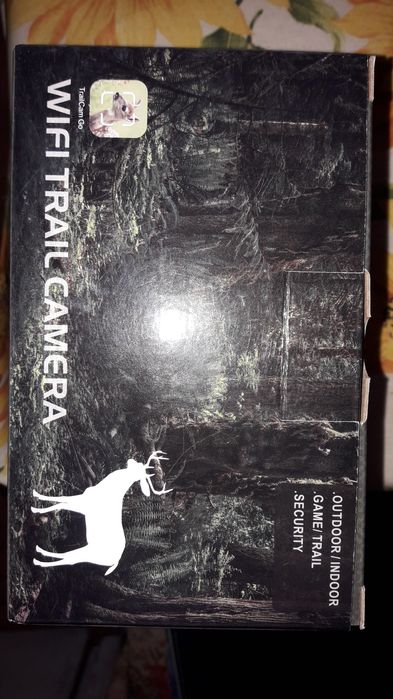 TrailCam Go
WIFI TRAIL CAMERA
.OUTDOOR/INDOOR
.GAME/TRAIL
.SECURITY